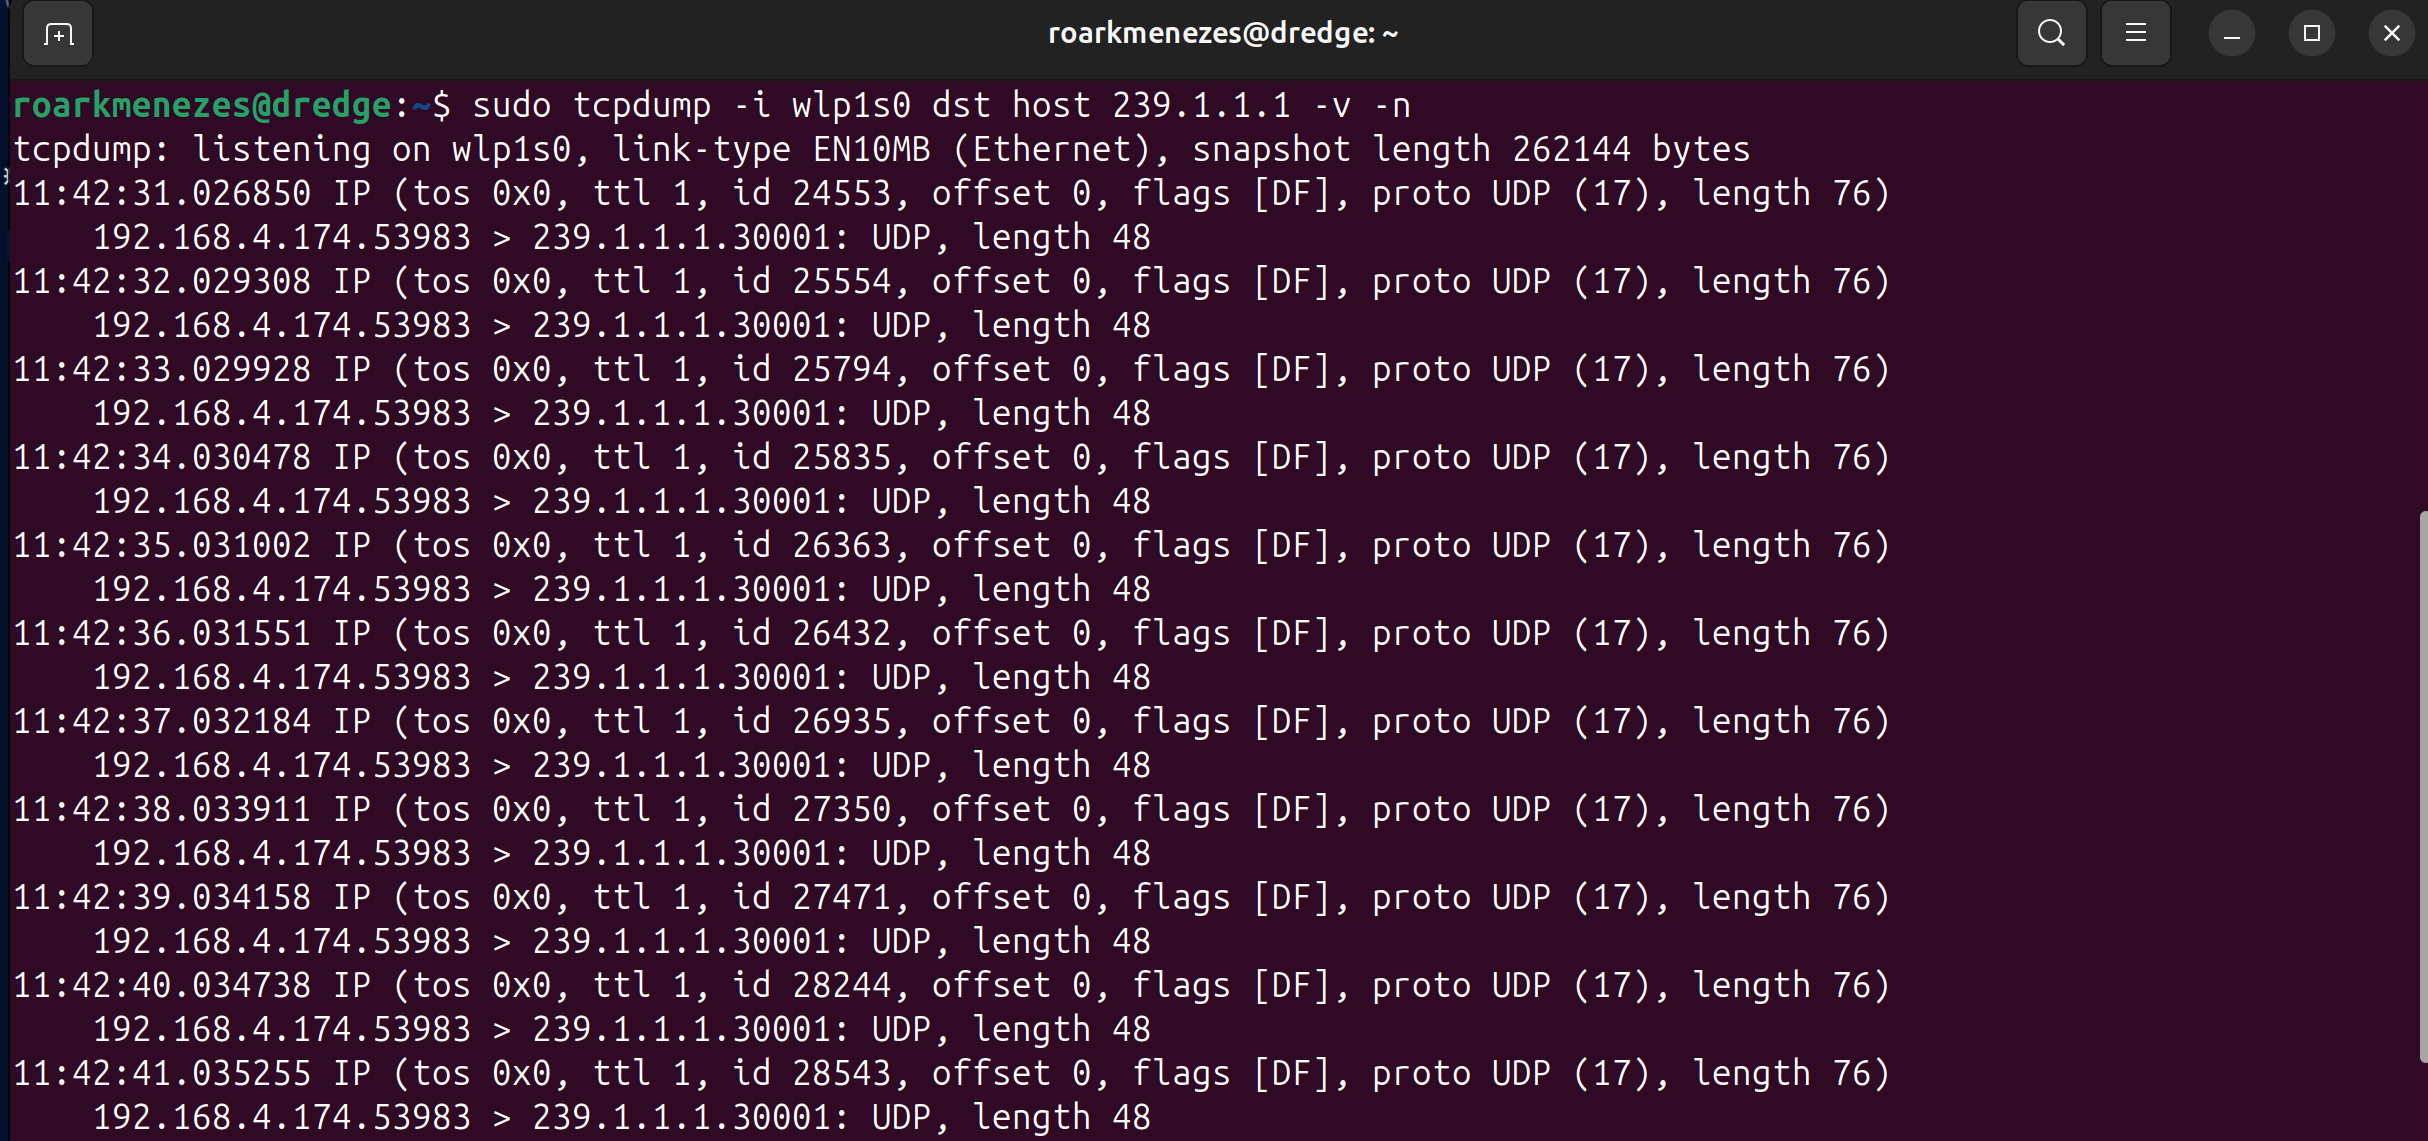 roarkmenezes@dredge: ~
roarkmenezes@dredge:~$ sudo tcpdump -i wlp1s0 dst host 239.1.1.1 -v -n
tcpdump: listening on wlp1s0, link-type EN10MB (Ethernet), snapshot length 262144 bytes
11:42:31.026850 IP (tos 0x0, ttl 1, id 24553, offset 0, flags [DF], proto UDP (17), length 76)
    192.168.4.174.53983 > 239.1.1.1.30001: UDP, length 48
11:42:32.029308 IP (tos 0x0, ttl 1, id 25554, offset 0, flags [DF], proto UDP (17), length 76)
    192.168.4.174.53983 > 239.1.1.1.30001: UDP, length 48
11:42:33.029928 IP (tos 0x0, ttl 1, id 25794, offset 0, flags [DF], proto UDP (17), length 76)
    192.168.4.174.53983 > 239.1.1.1.30001: UDP, length 48
11:42:34.030478 IP (tos 0x0, ttl 1, id 25835, offset 0, flags [DF], proto UDP (17), length 76)
    192.168.4.174.53983 > 239.1.1.1.30001: UDP, length 48
11:42:35.031002 IP (tos 0x0, ttl 1, id 26363, offset 0, flags [DF], proto UDP (17), length 76)
    192.168.4.174.53983 > 239.1.1.1.30001: UDP, length 48
11:42:36.031551 IP (tos 0x0, ttl 1, id 26432, offset 0, flags [DF], proto UDP (17), length 76)
    192.168.4.174.53983 > 239.1.1.1.30001: UDP, length 48
11:42:37.032184 IP (tos 0x0, ttl 1, id 26935, offset 0, flags [DF], proto UDP (17), length 76)
    192.168.4.174.53983 > 239.1.1.1.30001: UDP, length 48
11:42:38.033911 IP (tos 0x0, ttl 1, id 27350, offset 0, flags [DF], proto UDP (17), length 76)
    192.168.4.174.53983 > 239.1.1.1.30001: UDP, length 48
11:42:39.034158 IP (tos 0x0, ttl 1, id 27471, offset 0, flags [DF], proto UDP (17), length 76)
    192.168.4.174.53983 > 239.1.1.1.30001: UDP, length 48
11:42:40.034738 IP (tos 0x0, ttl 1, id 28244, offset 0, flags [DF], proto UDP (17), length 76)
    192.168.4.174.53983 > 239.1.1.1.30001: UDP, length 48
11:42:41.035255 IP (tos 0x0, ttl 1, id 28543, offset 0, flags [DF], proto UDP (17), length 76)
    192.168.4.174.53983 > 239.1.1.1.30001: UDP, length 48